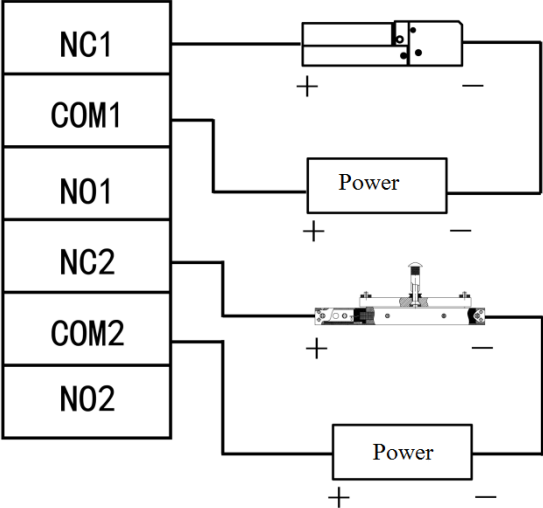 NC1
COM1
NO1
NC2
COM2
NO2
+ −
Power
+ −
+ −
Power
+ −